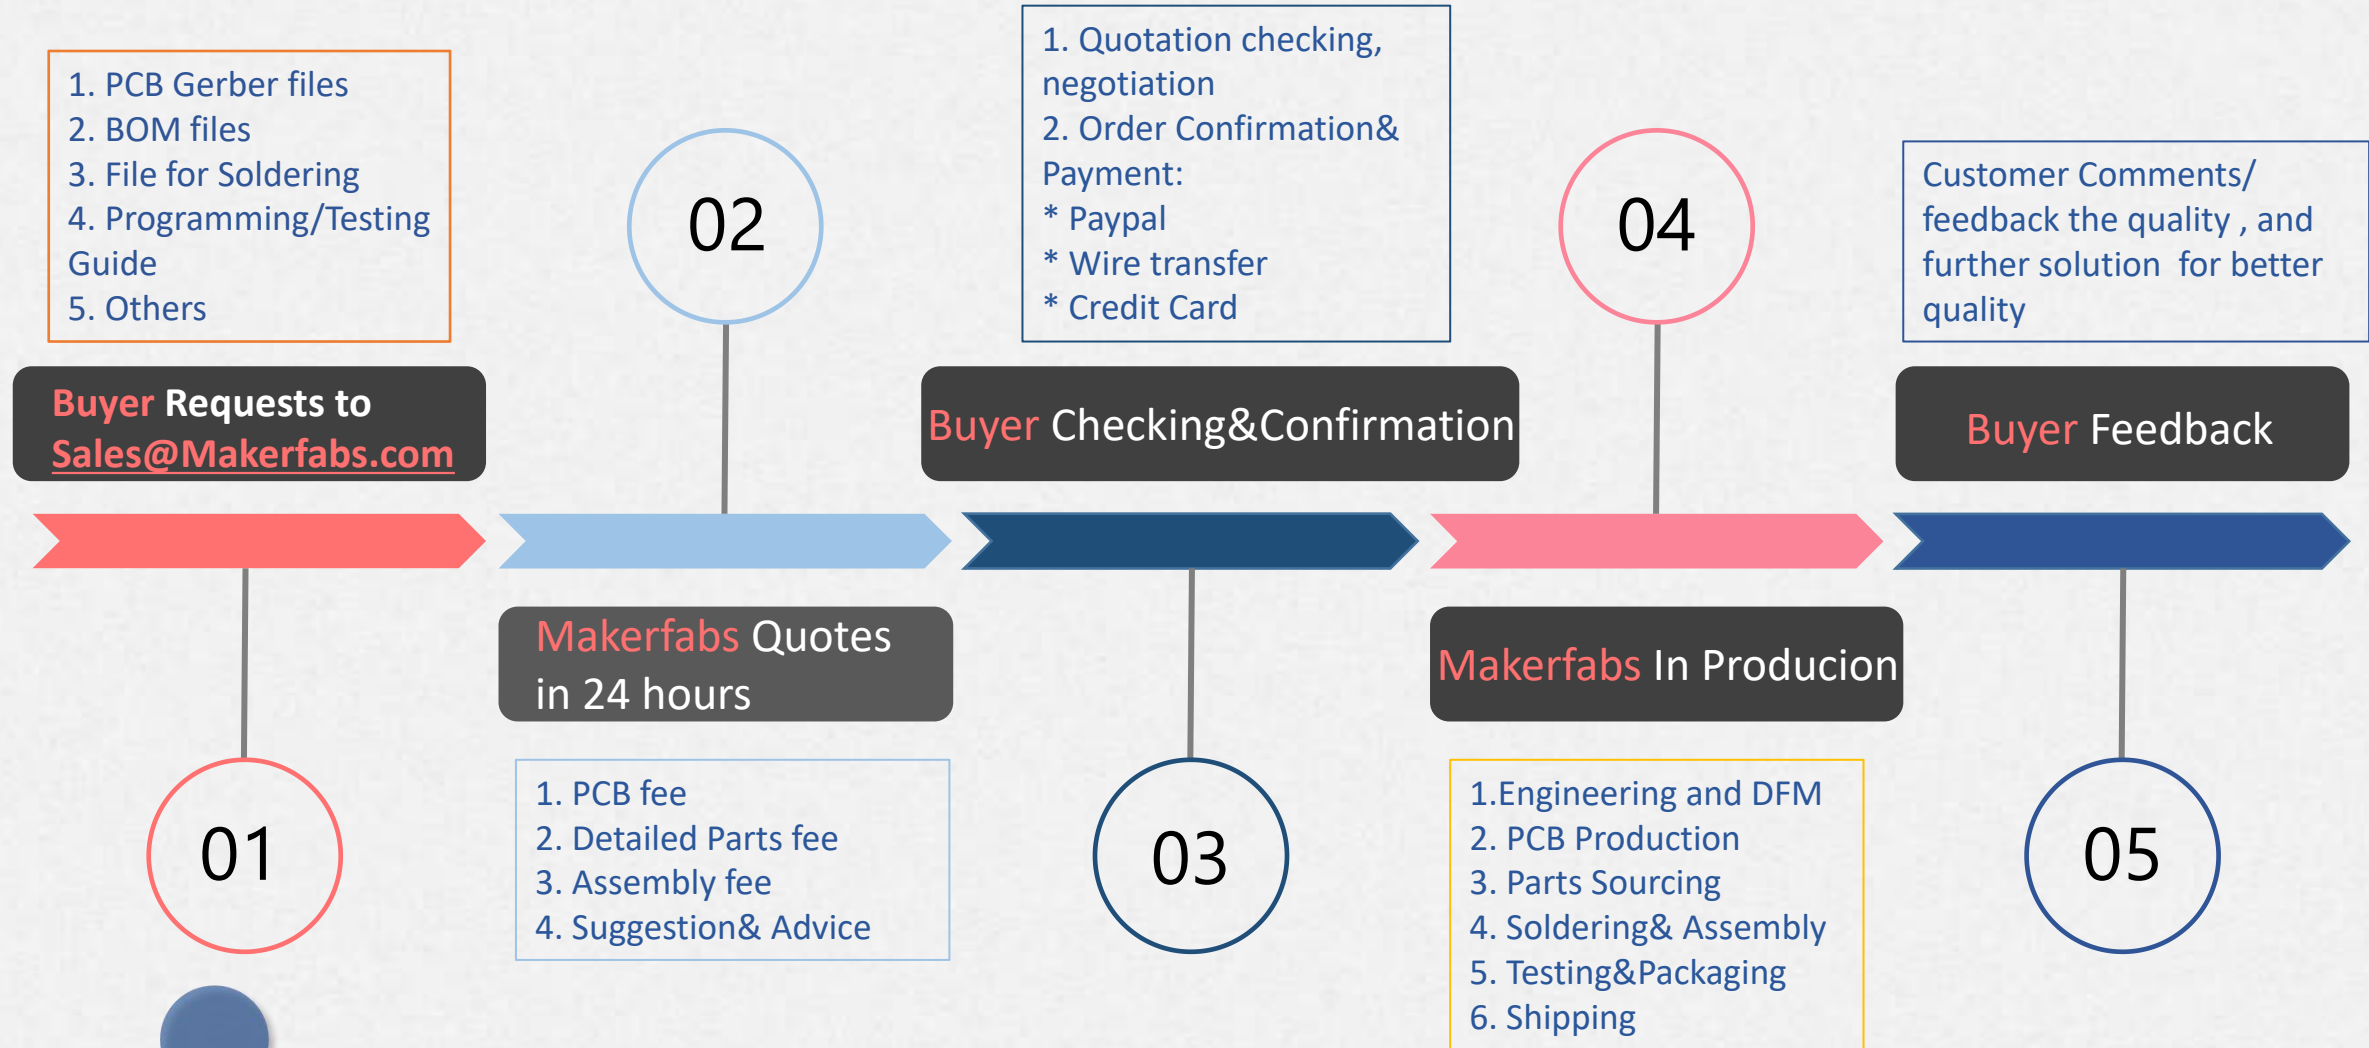 1. PCB Gerber files
2. BOM files
3. File for Soldering
4. Programming/Testing
Guide
5. Others
Buyer Requests to
Sales@Makerfabs.com
01
02
Makerfabs Quotes
in 24 hours
1. PCB fee
2. Detailed Parts fee
3. Assembly fee
4. Suggestion& Advice
1. Quotation checking,
negotiation
2. Order Confirmation&
Payment:
* Paypal
* Wire transfer
* Credit Card
Buyer Checking&Confirmation
03
04
Makerfabs In Producion
1.Engineering and DFM
2. PCB Production
3. Parts Sourcing
4. Soldering& Assembly
5. Testing&Packaging
6. Shipping
Customer Comments/
feedback the quality , and
further solution  for better
quality
Buyer Feedback
05